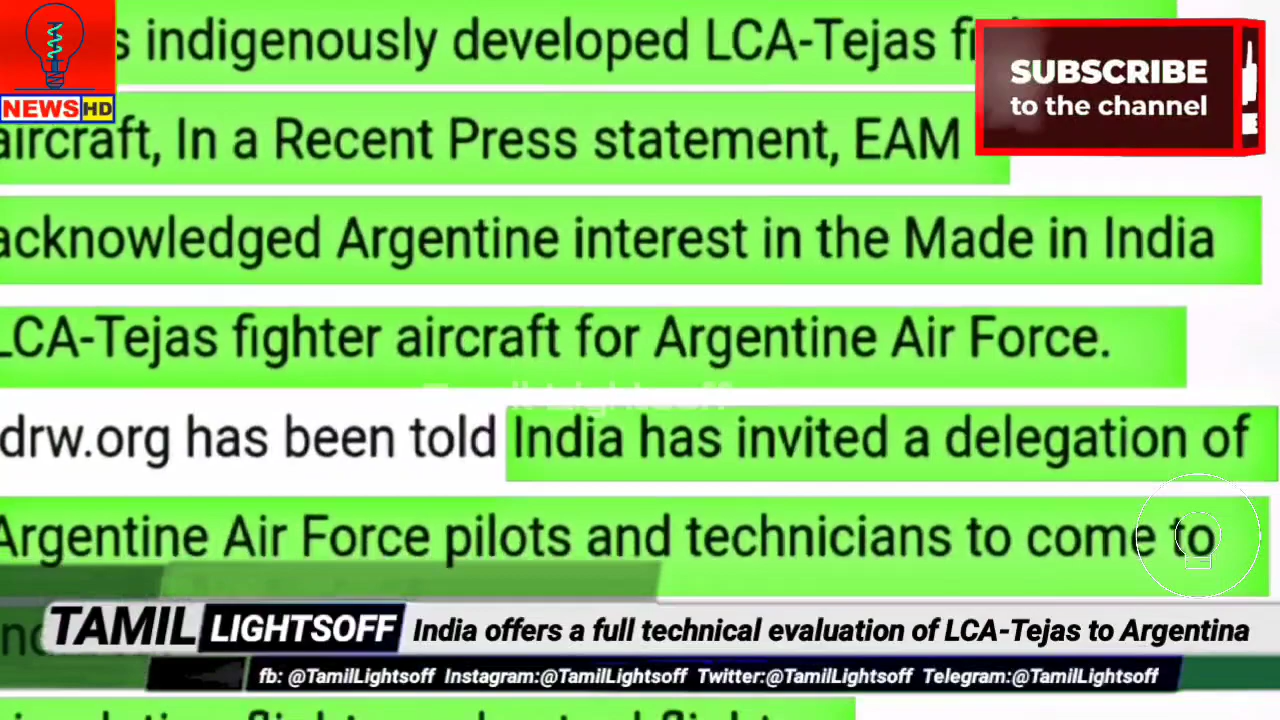 s indigenously developed LCA-Tejas
aircraft, In a Recent Press statement, EAM
acknowledged Argentine interest in the Made in India
LCA-Tejas fighter aircraft for Argentine Air Force.
drw.org has been told India has invited a delegation of
Argentine Air Force pilots and technicians to come to
NEWS HD
SUBSCRIBE
to the channel
Tamil Lightsoff
TAMIL LIGHTSOFF India offers a full technical evaluation of LCA-Tejas to Argentina
fb: @TamilLightsoff Instagram:@TamilLightsoff Twitter:@TamilLightsoff Telegram:@TamilLightsoff